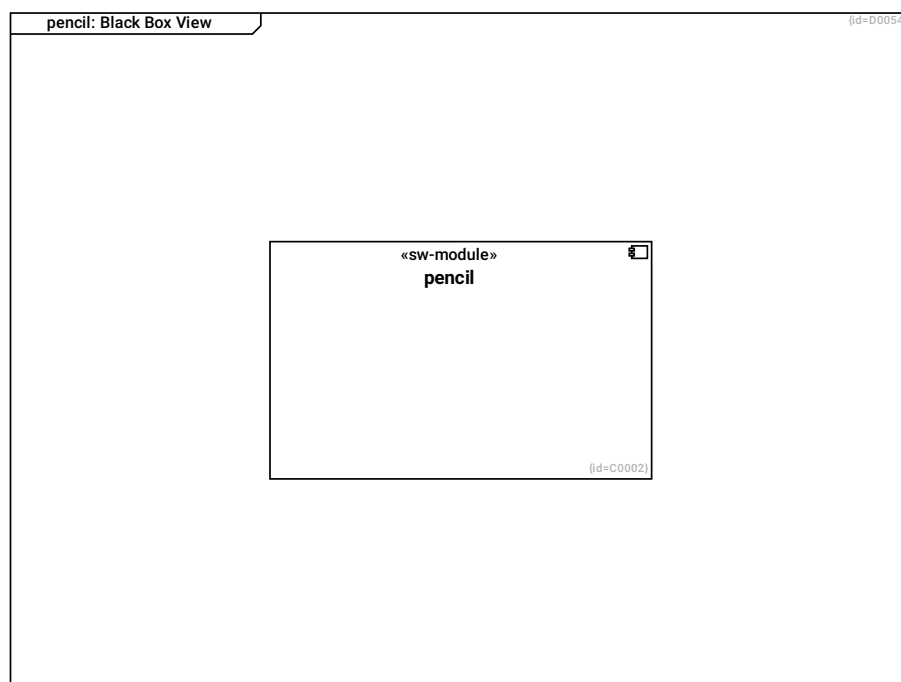 pencil: Black Box View
{id=D0054
«sw-module»
pencil
{id=C0002}